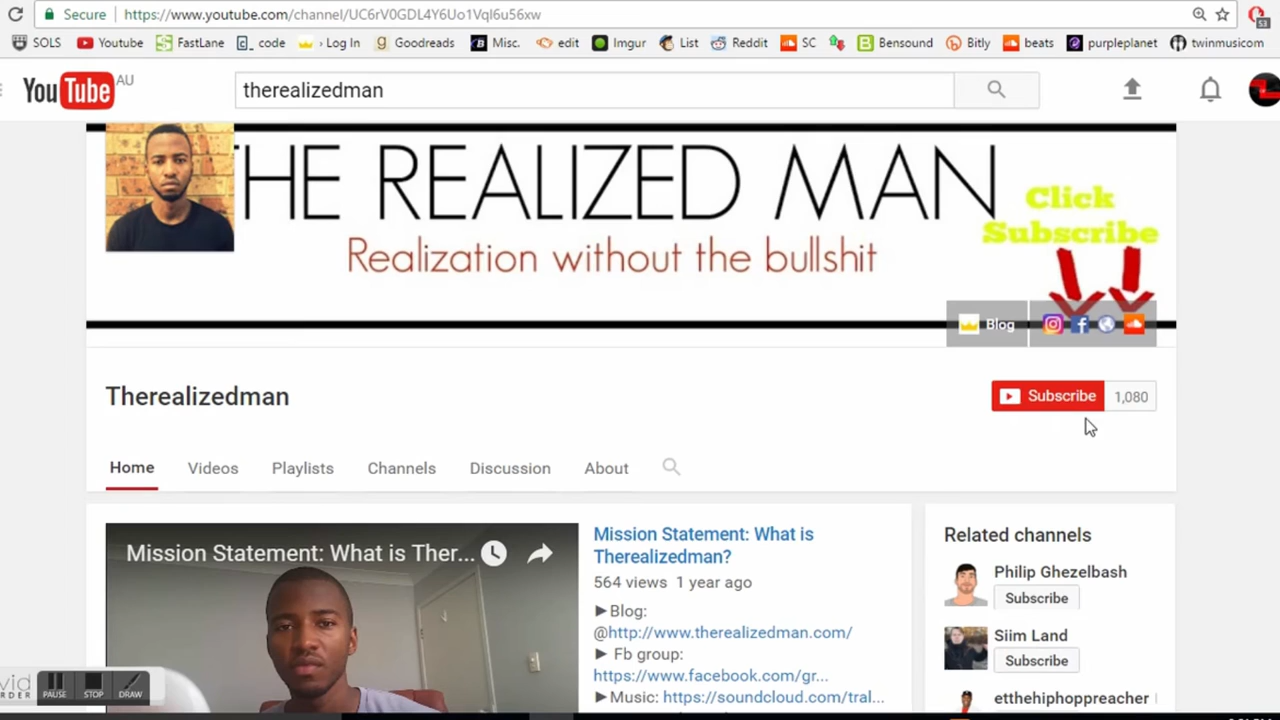 Secure https://www.youtube.com/channel/UC6rV0GDL4Y6Uo1Vql6u56xw
53
SOLS Youtube FastLane code › Log In Goodreads Misc. edit Imgur List Reddit SC Bensound Bitly beats purpleplanet twinmusicom
YouTube AU therealizedman
THE REALIZED MAN
Click
Subscribe
Realization without the bullshit
Blog
Therealizedman
Subscribe 1,080
Home Videos Playlists Channels Discussion About
Mission Statement: What is Ther...
Mission Statement: What is
Therealizedman?
564 views 1 year ago
►Blog:
@http://www.therealizedman.com/
► Fb group:
https://www.facebook.com/gr...
►Music: https://soundcloud.com/tral...
Related channels
Philip Ghezelbash
Subscribe
Siim Land
Subscribe
etthehiphoppreacher
PAUSE STOP DRAW